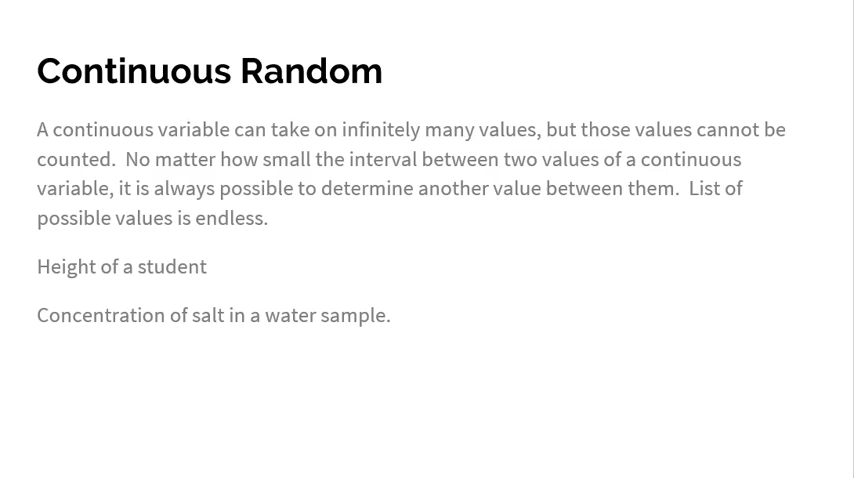 Continuous Random
A continuous variable can take on infinitely many values, but those values cannot be
counted.  No matter how small the interval between two values of a continuous
variable, it is always possible to determine another value between them.  List of
possible values is endless.
Height of a student
Concentration of salt in a water sample.